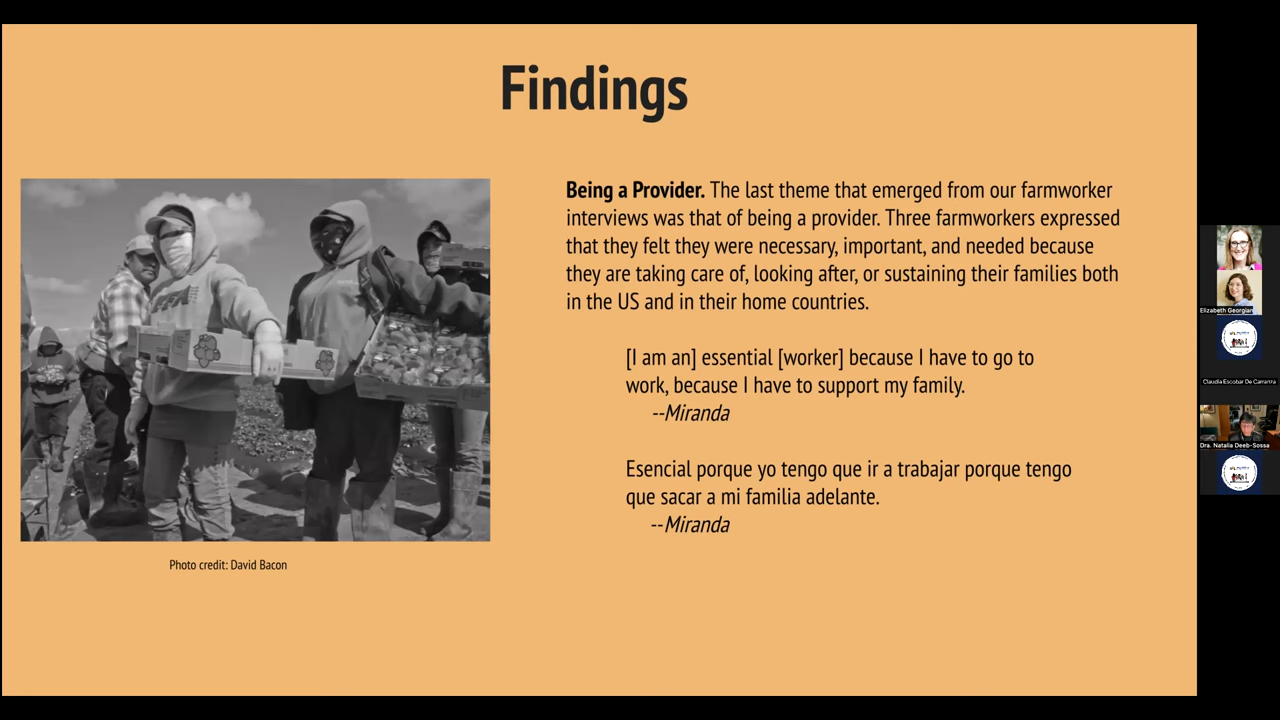 Findings
Being a Provider. The last theme that emerged from our farmworker
interviews was that of being a provider. Three farmworkers expressed
that they felt they were necessary, important, and needed because
they are taking care of, looking after, or sustaining their families both
in the US and in their home countries.
[I am an] essential [worker] because I have to go to
work, because I have to support my family.
--Miranda
Esencial porque yo tengo que ir a trabajar porque tengo
que sacar a mi familia adelante.
--Miranda
Photo credit: David Bacon
Elizabeth Georgian
Claudia Escobar De Carranza
Dra. Natalia Deeb-Sossa